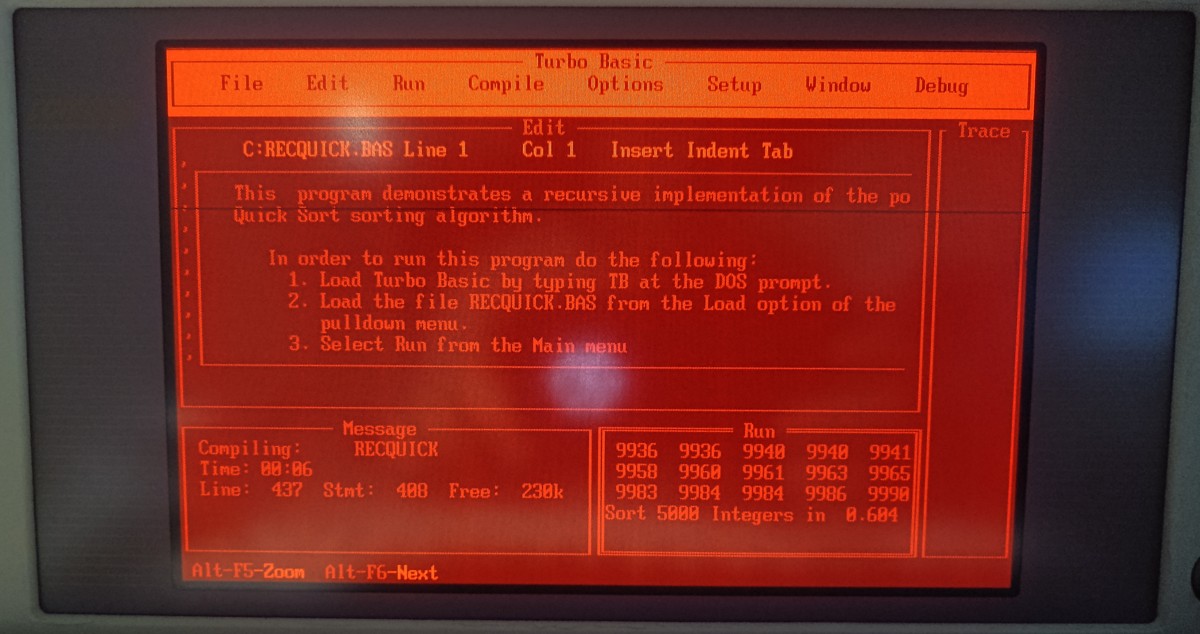 Turbo Basic
File Edit Run Compile Options Setup Window Debug
Edit
C:RECQUICK.BAS Line 1 Col 1 Insert Indent Tab
This program demonstrates a recursive implementation of the po
Quick Sort sorting algorithm.
In order to run this program do the following:
1. Load Turbo Basic by typing TB at the DOS prompt.
2. Load the file RECQUICK.BAS from the Load option of the
pulldown menu.
3. Select Run from the Main menu
Trace
Message
Compiling: RECQUICK
Time: 00:06
Line: 437 Stmt: 408 Free: 230k
Run
9936 9936 9940 9940 9941
9958 9960 9961 9963 9965
9983 9984 9984 9986 9990
Sort 5000 Integers in 0.604
Alt-F5-Zoom Alt-F6-Next